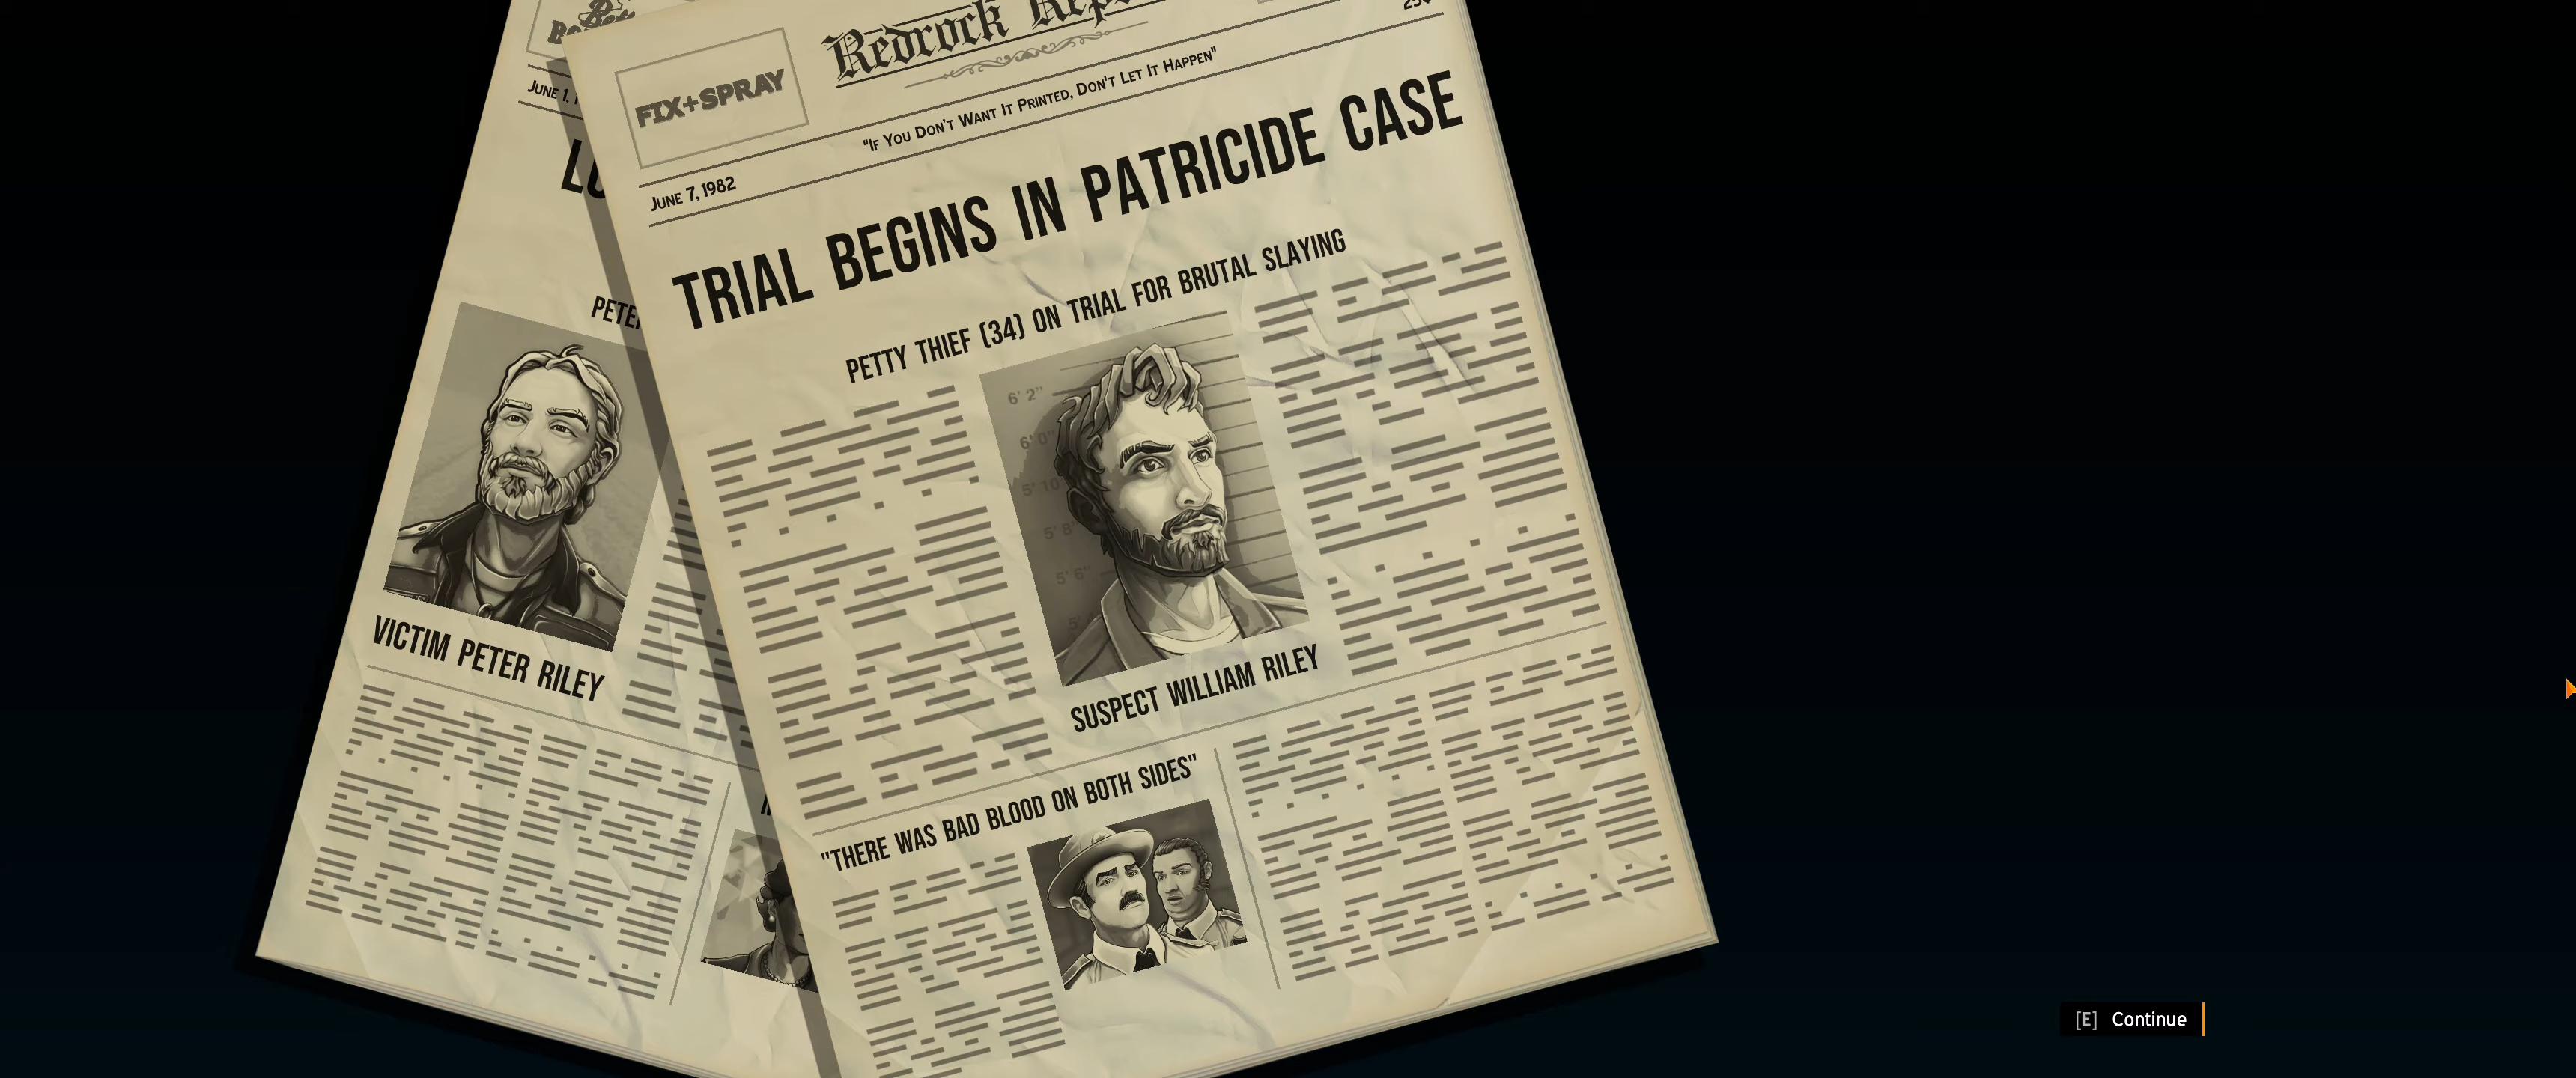 June 1,
VICTIM PETER RILEY
FIX+SPRAY
Redrock
25¢
"If You Don't Want It Printed, Don't Let It Happen"
June 7, 1982
TRIAL BEGINS IN PATRICIDE CASE
PETTY THIEF (34) ON TRIAL FOR BRUTAL SLAYING
6' 2"
6' 0"
5' 10
5' 8"
5' 6"
SUSPECT WILLIAM RILEY
"THERE WAS BAD BLOOD ON BOTH SIDES"
[E] Continue